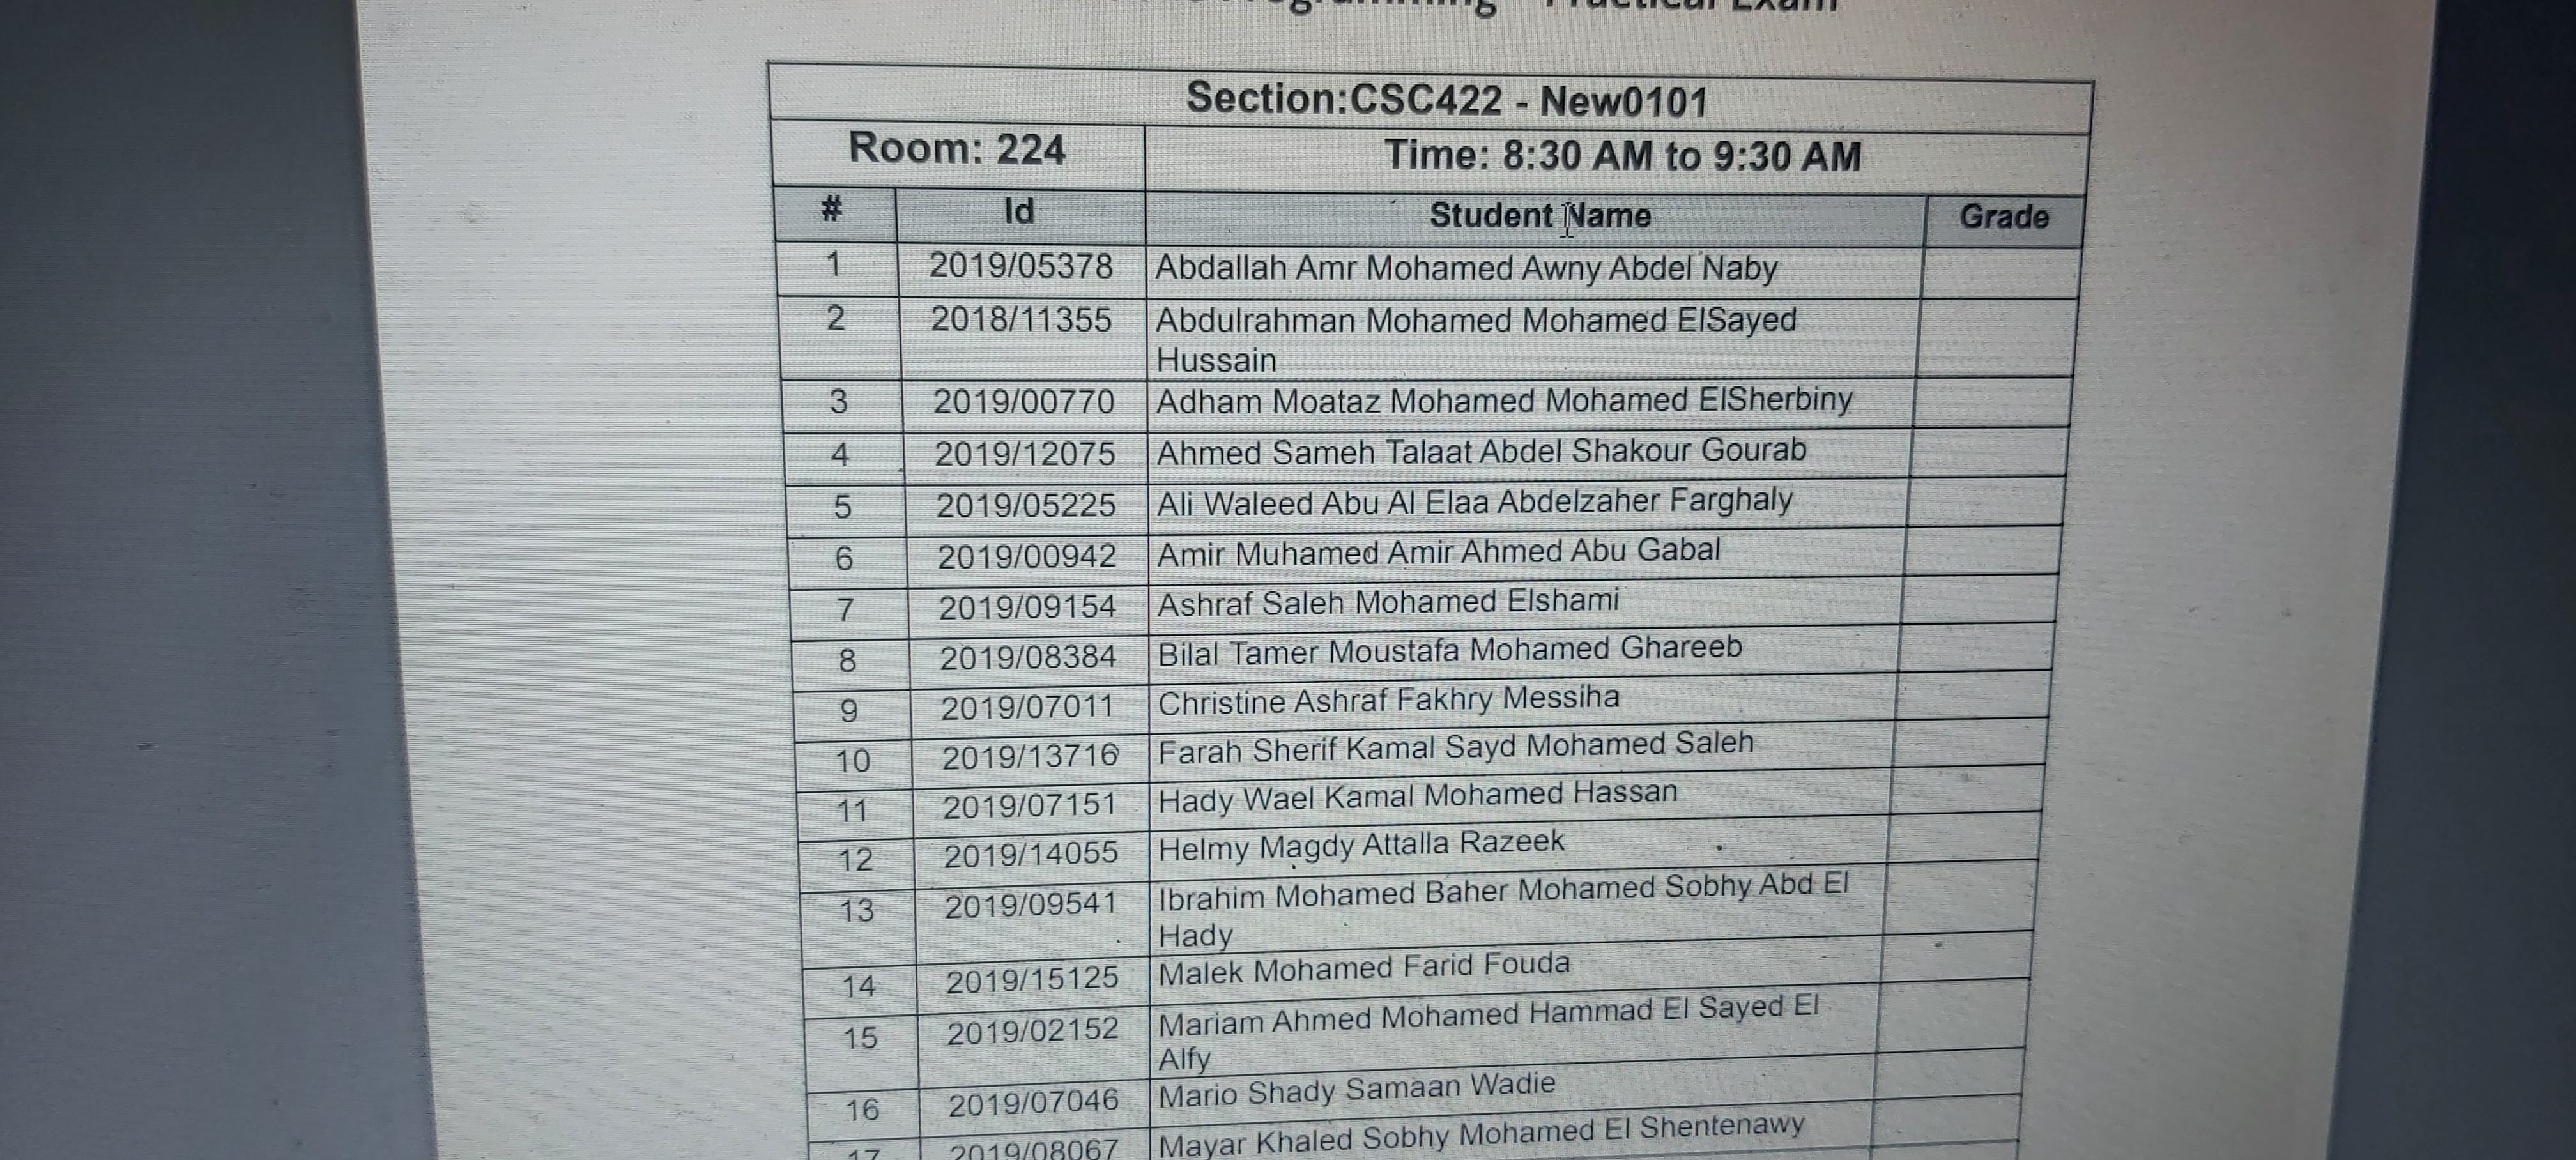 Practical Exam
Section:CSC422 - New0101
Room: 224 Time: 8:30 AM to 9:30 AM
# Id Student Name Grade
1 2019/05378 Abdallah Amr Mohamed Awny Abdel Naby
2 2018/11355 Abdulrahman Mohamed Mohamed ElSayed
Hussain
3 2019/00770 Adham Moataz Mohamed Mohamed ElSherbiny
4 2019/12075 Ahmed Sameh Talaat Abdel Shakour Gourab
5 2019/05225 Ali Waleed Abu Al Elaa Abdelzaher Farghaly
6 2019/00942 Amir Muhamed Amir Ahmed Abu Gabal
7 2019/09154 Ashraf Saleh Mohamed Elshami
8 2019/08384 Bilal Tamer Moustafa Mohamed Ghareeb
9 2019/07011 Christine Ashraf Fakhry Messiha
10 2019/13716 Farah Sherif Kamal Sayd Mohamed Saleh
11 2019/07151 Hady Wael Kamal Mohamed Hassan
12 2019/14055 Helmy Magdy Attalla Razeek
13 2019/09541 Ibrahim Mohamed Baher Mohamed Sobhy Abd El
Hady
14 2019/15125 Malek Mohamed Farid Fouda
15 2019/02152 Mariam Ahmed Mohamed Hammad El Sayed El
Alfy
16 2019/07046 Mario Shady Samaan Wadie
17 2019/08067 Mayar Khaled Sobhy Mohamed El Shentenawy